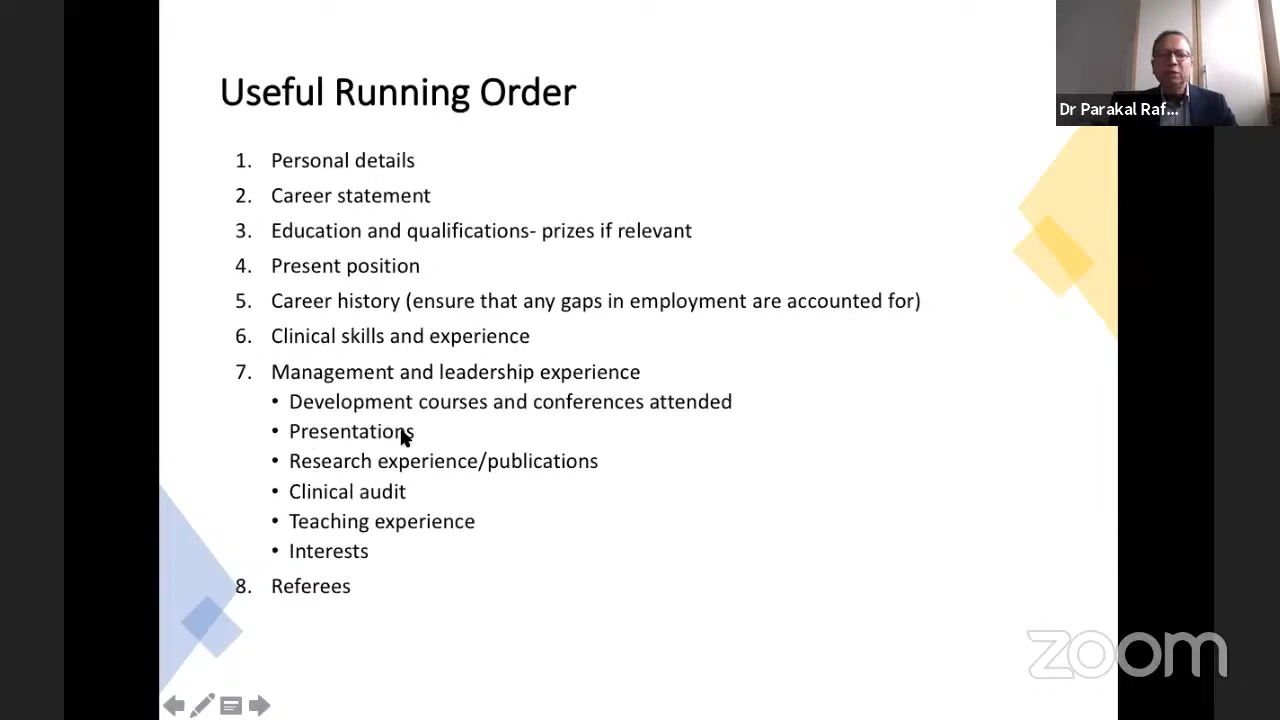 Useful Running Order
Dr Parakal Raf...
1. Personal details
2. Career statement
3. Education and qualifications- prizes if relevant
4. Present position
5. Career history (ensure that any gaps in employment are accounted for)
6. Clinical skills and experience
7. Management and leadership experience
• Development courses and conferences attended
• Presentations
• Research experience/publications
• Clinical audit
• Teaching experience
• Interests
8. Referees
zoom